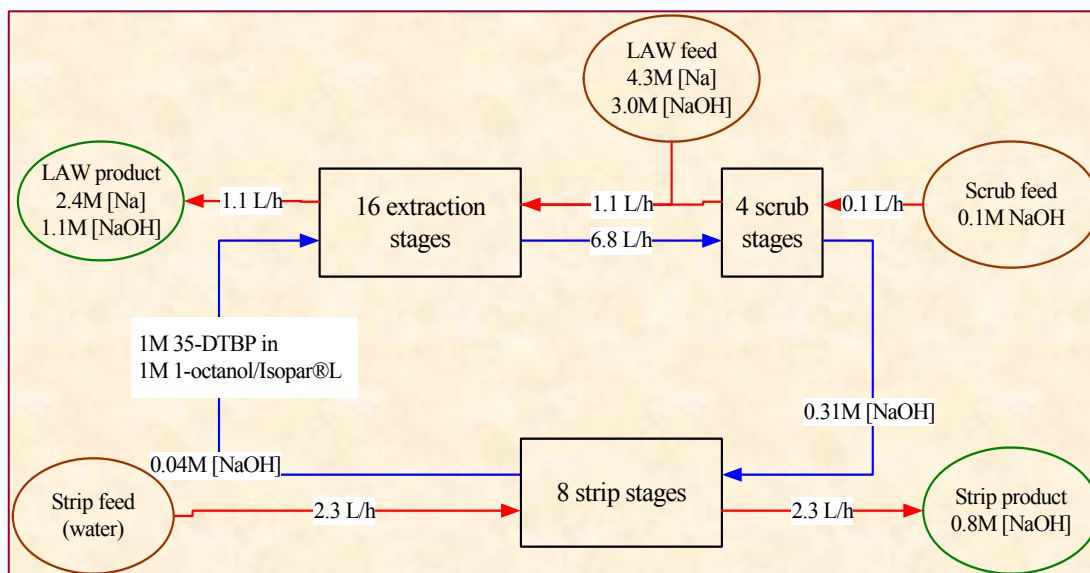 LAW feed
4.3M [Na]
3.0M [NaOH]
LAW product
2.4M [Na]
1.1M [NaOH]
1.1 L/h
16 extraction
stages
1.1 L/h
6.8 L/h
4 scrub
stages
0.1 L/h
Scrub feed
0.1M NaOH
1M 35-DTBP in
1M 1-octanol/Isopar®L
0.31M [NaOH]
0.04M [NaOH]
Strip feed
(water)
2.3 L/h
8 strip stages
2.3 L/h
Strip product
0.8M [NaOH]